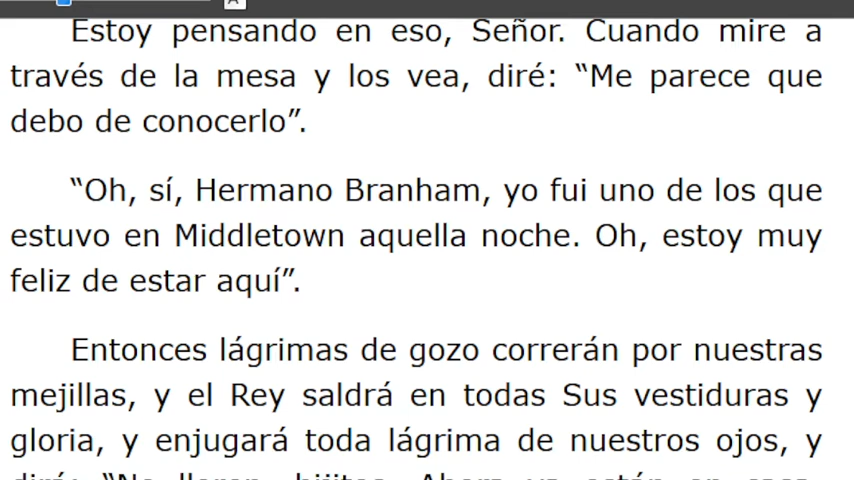 A
Estoy pensando en eso, Señor. Cuando mire a
través de la mesa y los vea, diré: “Me parece que
debo de conocerlo”.
“Oh, sí, Hermano Branham, yo fui uno de los que
estuvo en Middletown aquella noche. Oh, estoy muy
feliz de estar aquí”.
Entonces lágrimas de gozo correrán por nuestras
mejillas, y el Rey saldrá en todas Sus vestiduras y
gloria, y enjugará toda lágrima de nuestros ojos, y